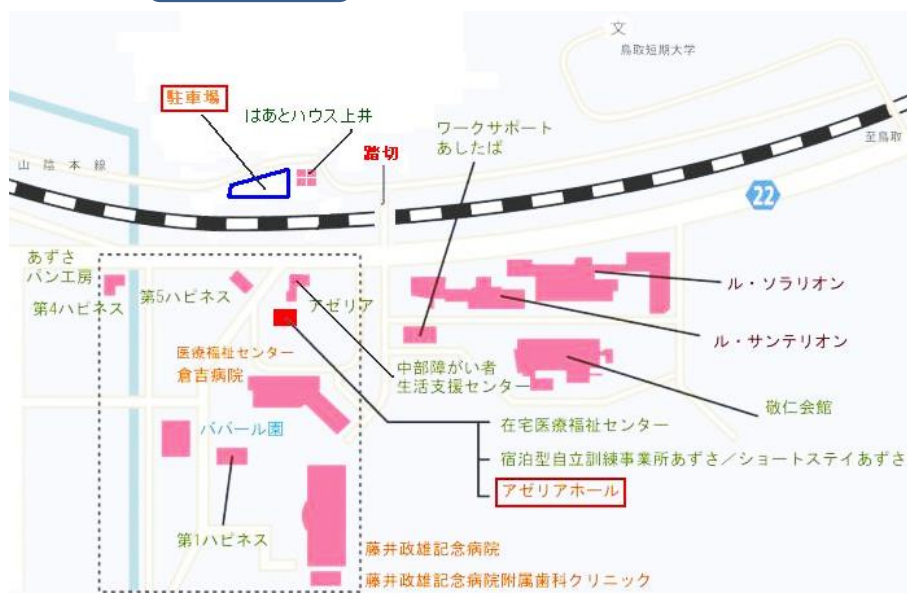 文
鳥取短期大学
駐車場
はあとハウス上井
ワークサポート
あしたば
踏切
至鳥取
山陰本線
22
あずさ
パン工房
第4ハピネス
第5ハピネス
アゼリア
ル・ソラリオン
ル・サンテリオン
医療福祉センター
倉吉病院
中部障がい者
生活支援センター
敬仁会館
ババール園
在宅医療福祉センター
宿泊型自立訓練事業所あずさ／ショートステイあずさ
アゼリアホール
第1ハピネス
藤井政雄記念病院
藤井政雄記念病院附属歯科クリニック